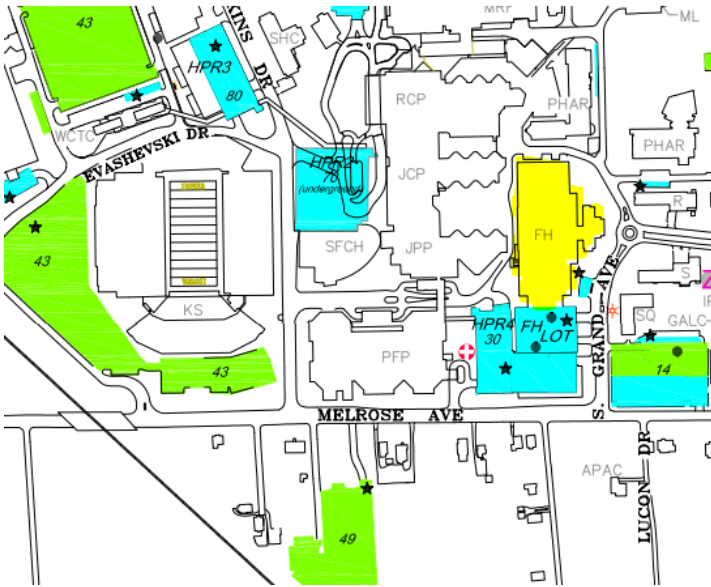 43
KINS DR
SHC
MRF
ML
HPR3
80
RCP
PHAR
WCTC
EVASHEVSKI DR
PHAR
HPR2
78
(underground)
JCP
R
43
FH
SFCH
JPP
S
KS
SQ
GALC-
HPR4
30
FH
LOT
S. GRAND AVE
PFP
43
14
MELROSE AVE
APAC
LUCON DR
49